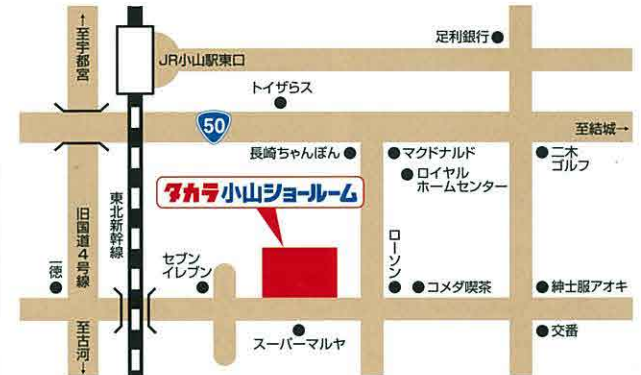 ←至宇都宮
JR小山駅東口
足利銀行
トイザらス
50
至結城→
長崎ちゃんぽん
マクドナルド
ロイヤル
ホームセンター
二木
ゴルフ
タカラ小山ショールーム
東北新幹線
旧国道4号線
一徳
セブン
イレブン
ローソン
コメダ喫茶
紳士服アオキ
スーパーマルヤ
交番
至古河→